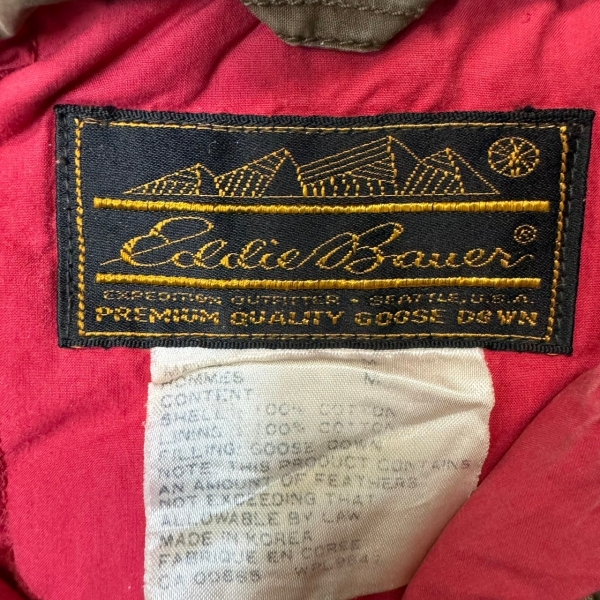 Eddie Bauer®
EXPEDITION OUTFITTER - SEATTLE, U.S.A.
PREMIUM QUALITY GOOSE DOWN
HOMMES
CONTENT
SHELL: 100% COTTON
LINING: 100% COTTON
FILLING: GOOSE DOWN
NOTE: THIS PRODUCT CONTAINS
AN AMOUNT OF FEATHERS
NOT EXCEEDING THAT
ALLOWABLE BY LAW
MADE IN KOREA
FABRIQUE EN COREE
CA 00865